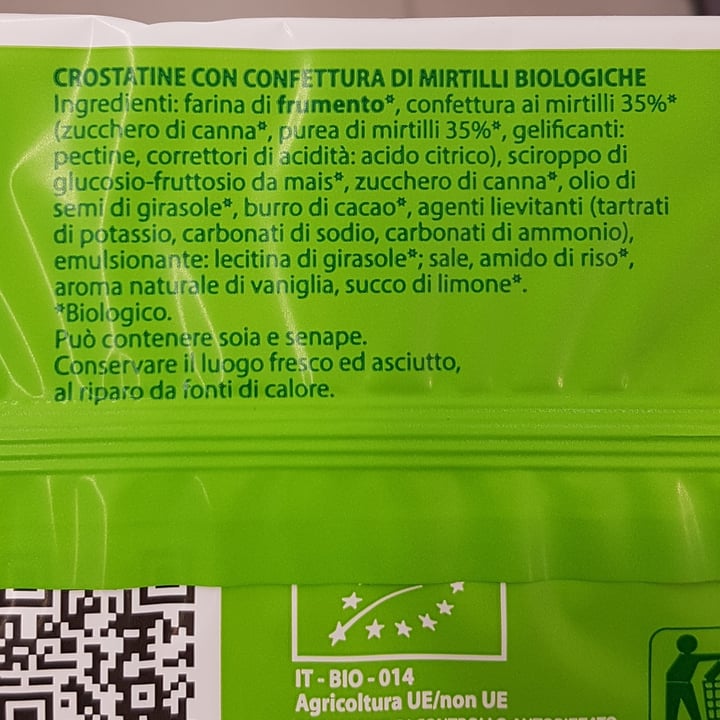 CROSTATINE CON CONFETTURA DI MIRTILLI BIOLOGICHE
Ingredienti: farina di frumento*, confettura ai mirtilli 35%*
(zucchero di canna*, purea di mirtilli 35%*, gelificanti:
pectine, correttori di acidità: acido citrico), sciroppo di
glucosio-fruttosio da mais*, zucchero di canna*, olio di
semi di girasole*, burro di cacao*, agenti lievitanti (tartrati
di potassio, carbonati di sodio, carbonati di ammonio),
emulsionante: lecitina di girasole*; sale, amido di riso*,
aroma naturale di vaniglia, succo di limone*.
*Biologico.
Può contenere soia e senape.
Conservare il luogo fresco ed asciutto,
al riparo da fonti di calore.
IT - BIO - 014
Agricoltura UE/non UE